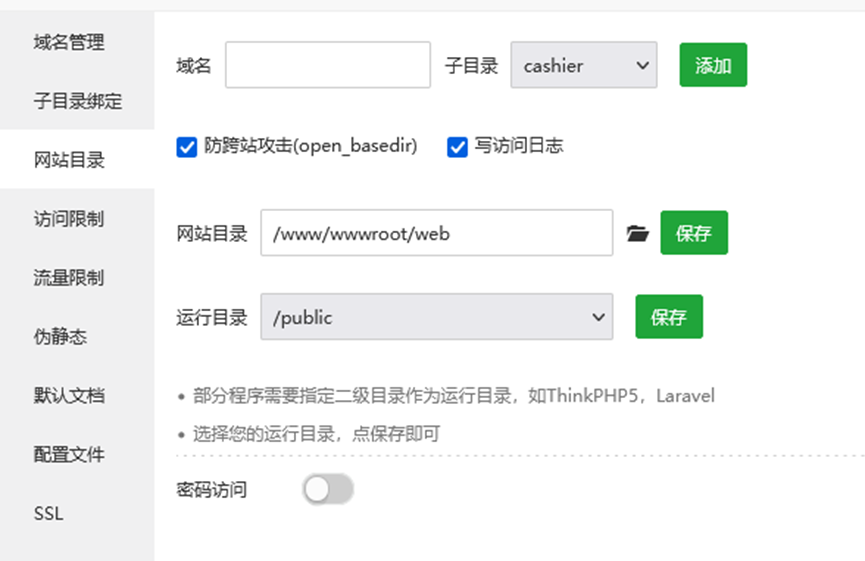 域名管理
子目录绑定
网站目录
访问限制
流量限制
伪静态
默认文档
配置文件
SSL
域名 子目录 cashier 添加
防跨站攻击(open_basedir) 写访问日志
网站目录 /www/wwwroot/web 保存
运行目录 /public 保存
部分程序需要指定二级目录作为运行目录，如ThinkPHP5，Laravel
选择您的运行目录，点保存即可
密码访问